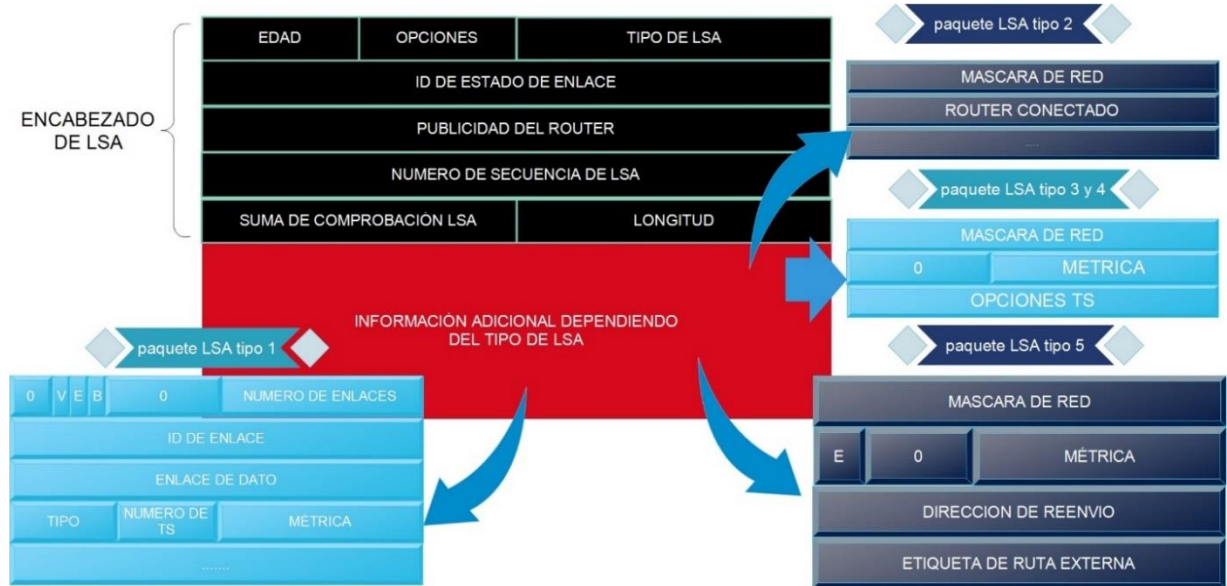 ENCABEZADO
DE LSA
EDAD
OPCIONES
TIPO DE LSA
ID DE ESTADO DE ENLACE
PUBLICIDAD DEL ROUTER
NUMERO DE SECUENCIA DE LSA
SUMA DE COMPROBACIÓN LSA
LONGITUD
INFORMACIÓN ADICIONAL DEPENDIENDO
DEL TIPO DE LSA
paquete LSA tipo 1
0
V
E
B
0
NUMERO DE ENLACES
ID DE ENLACE
ENLACE DE DATO
TIPO
NUMERO DE
TS
MÉTRICA
.......
paquete LSA tipo 2
MASCARA DE RED
ROUTER CONECTADO
....
paquete LSA tipo 3 y 4
MASCARA DE RED
0
METRICA
OPCIONES TS
paquete LSA tipo 5
MASCARA DE RED
E
0
MÉTRICA
DIRECCION DE REENVIO
ETIQUETA DE RUTA EXTERNA